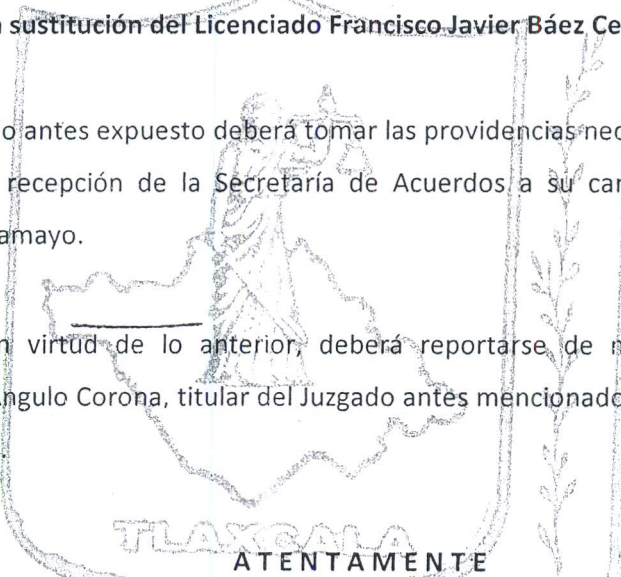 sustitución del Licenciado Francisco Javier Báez Ce
o antes expuesto deberá tomar las providencias nec
recepción de la Secretaría de Acuerdos a su car
amayo.
n virtud de lo anterior, deberá reportarse de m
Angulo Corona, titular del Juzgado antes mencionado
TLAXCALA
ATENTAMENTE